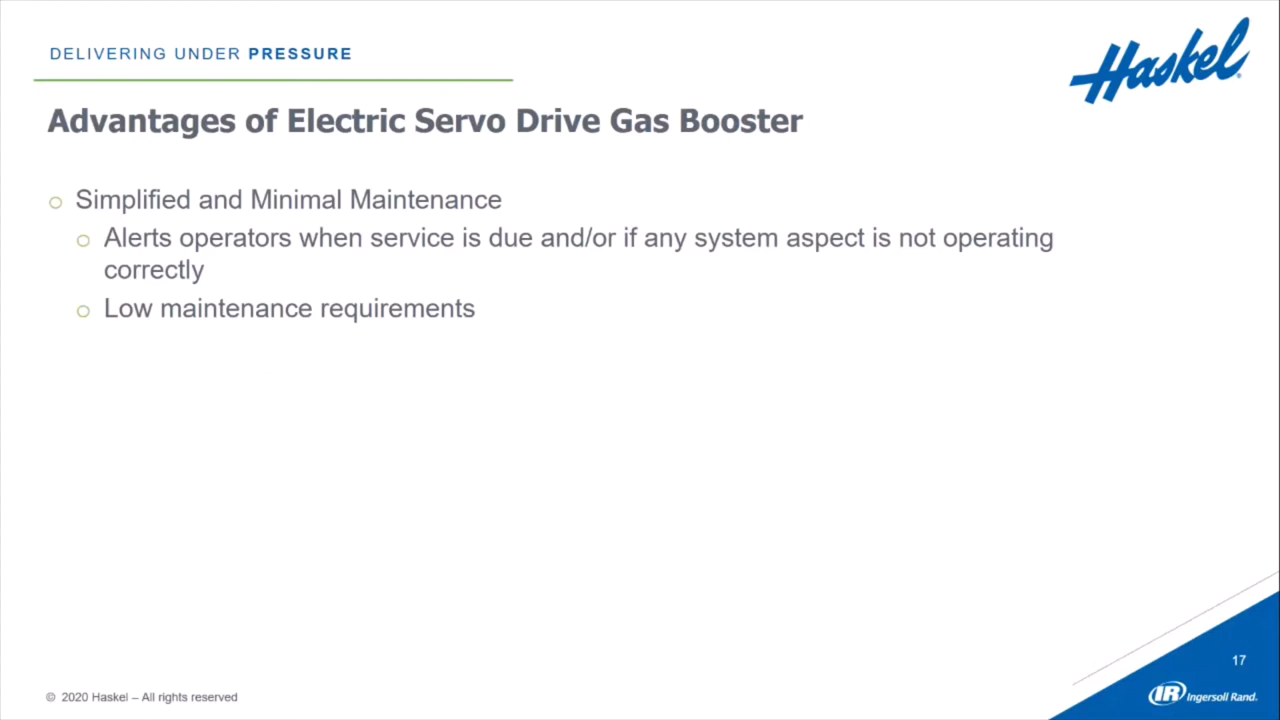 DELIVERING UNDER PRESSURE
Haskel
Advantages of Electric Servo Drive Gas Booster
Simplified and Minimal Maintenance
Alerts operators when service is due and/or if any system aspect is not operating
correctly
Low maintenance requirements
17
© 2020 Haskel – All rights reserved
IR Ingersoll Rand.